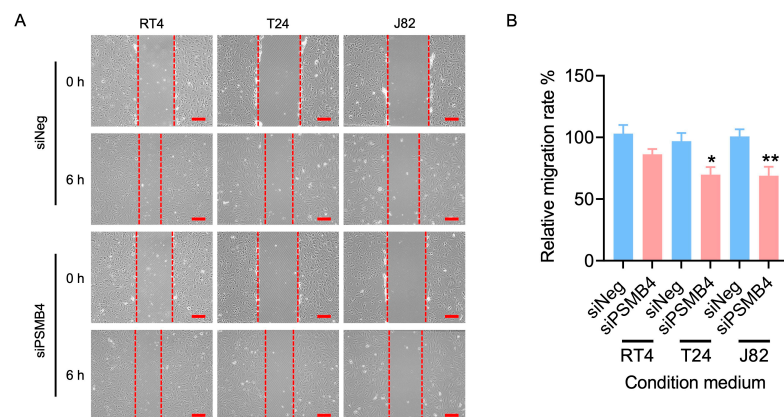 A
RT4
T24
J82
siNeg
0 h
6 h
siPSMB4
0 h
6 h
B
Relative migration rate %
150
100
50
0
*
**
siNeg
siPSMB4
siNeg
siPSMB4
siNeg
siPSMB4
RT4
T24
J82
Condition medium